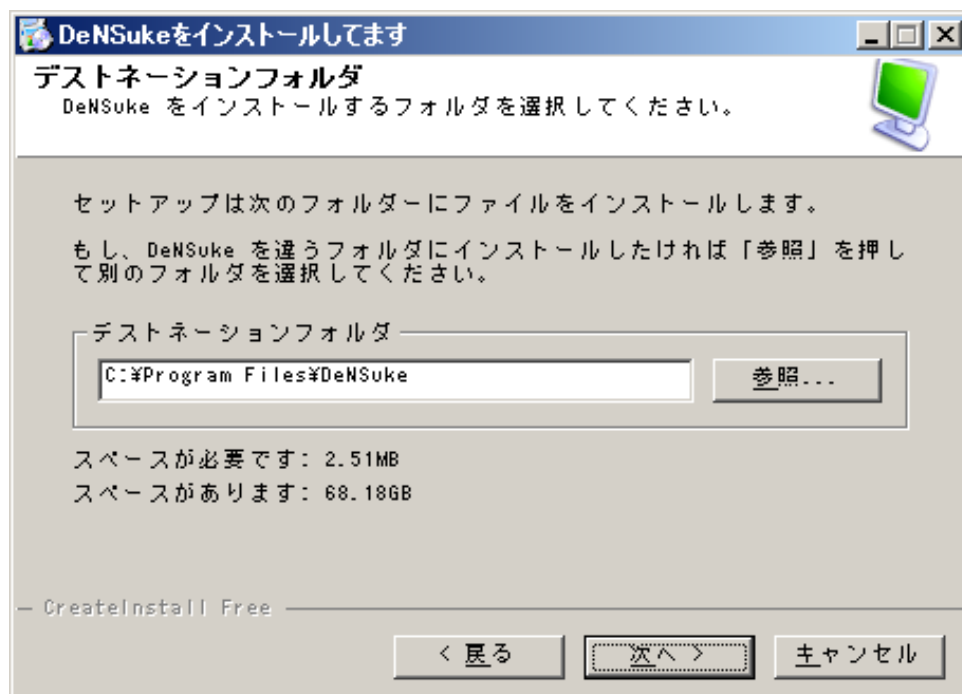 DeNSukeをインストールしてます
デストネーションフォルダ
DeNSuke をインストールするフォルダを選択してください。
セットアップは次のフォルダーにファイルをインストールします。
もし、DeNSuke を違うフォルダにインストールしたければ「参照」を押し
て別のフォルダを選択してください。
デストネーションフォルダ
C:¥Program Files¥DeNSuke
参照...
スペースが必要です: 2.51MB
スペースがあります: 68.18GB
CreateInstall Free
< 戻る
次へ >
キャンセル